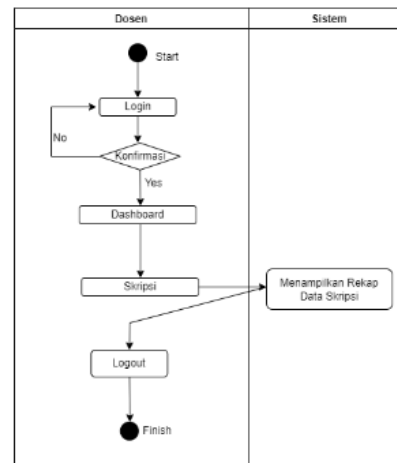 Dosen
Sistem
Start
Login
No
Konfirmasi
Yes
Dashboard
Skripsi
Menampilkan Rekap
Data Skripsi
Logout
Finish